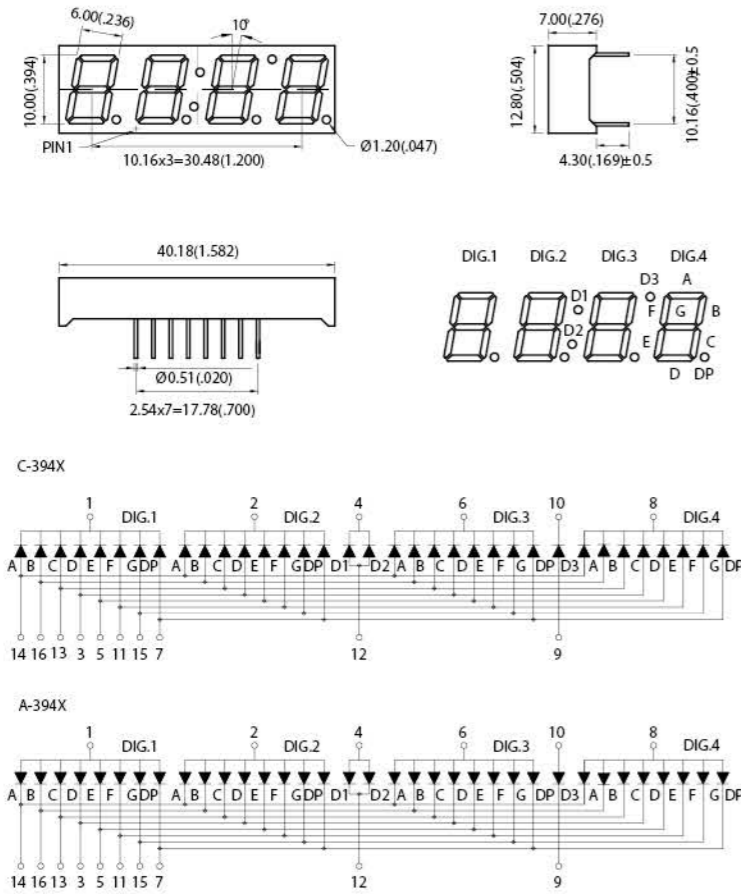 6.00(.236)
10°
7.00(.276)
10.00(.394)
12.80(.504)
10.16(.400)±0.5
PIN1
10.16x3=30.48(1.200)
Ø1.20(.047)
4.30(.169)±0.5
40.18(1.582)
Ø0.51(.020)
2.54x7=17.78(.700)
DIG.1 DIG.2 DIG.3 DIG.4
D3 A
D1 F G B
D2 E C
D DP
C-394X
1 2 4 6 10 8
DIG.1 DIG.2 DIG.3 DIG.4
A B C D E F G DP A B C D E F G DP D1 D2 A B C D E F G DP D3 A B C D E F G DP
14 16 13 3 5 11 15 7 12 9
A-394X
1 2 4 6 10 8
DIG.1 DIG.2 DIG.3 DIG.4
A B C D E F G DP A B C D E F G DP D1 D2 A B C D E F G DP D3 A B C D E F G DP
14 16 13 3 5 11 15 7 12 9